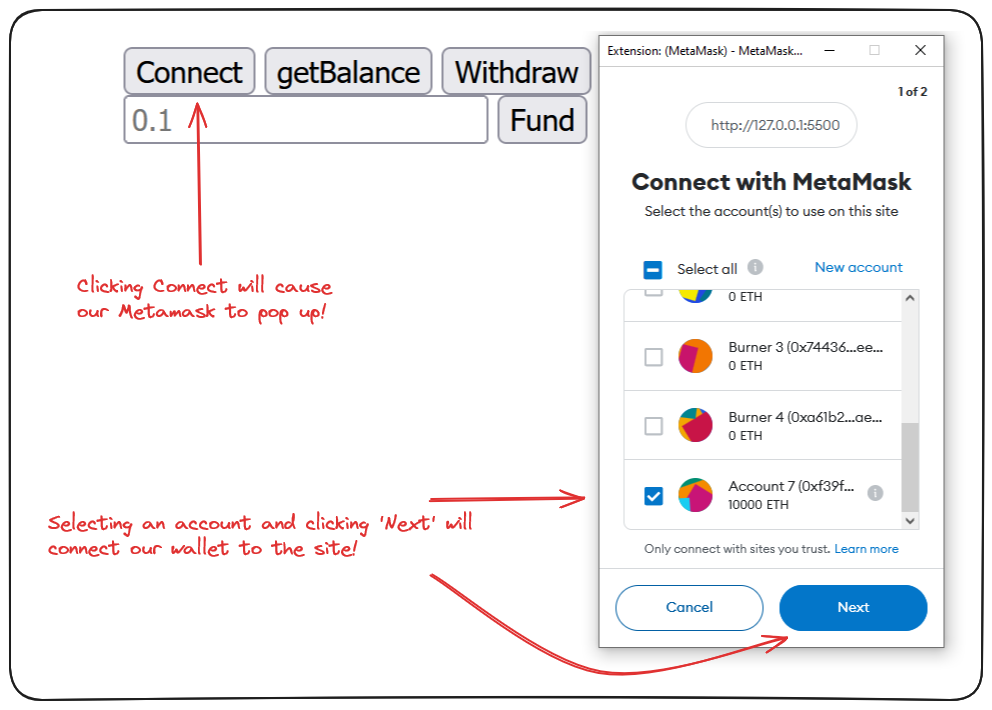 Connect getBalance Withdraw
0.1 Fund
Clicking Connect will cause
our Metamask to pop up!
Selecting an account and clicking 'Next' will
connect our wallet to the site!
Extension: (MetaMask) - MetaMask...
1 of 2
http://127.0.0.1:5500
Connect with MetaMask
Select the account(s) to use on this site
Select all New account
0 ETH
Burner 3 (0x74436...ee...
0 ETH
Burner 4 (0xa61b2...ae...
0 ETH
Account 7 (0xf39f...
10000 ETH
Only connect with sites you trust. Learn more
Cancel Next